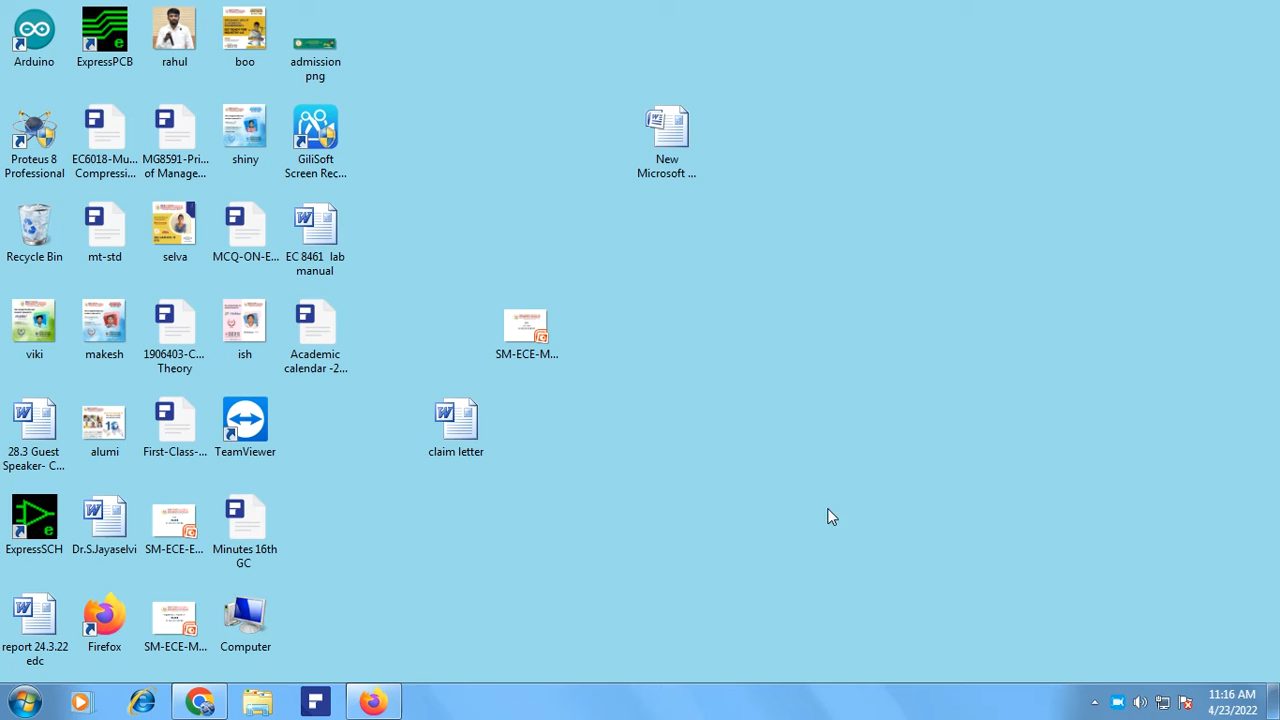 Arduino
ExpressPCB
rahul
boo
admission
png
Proteus 8
Professional
EC6018-Mu...
Compressi...
MG8591-Pri...
of Manage...
shiny
GiliSoft
Screen Rec...
New
Microsoft ...
Recycle Bin
mt-std
selva
MCQ-ON-E...
EC 8461 lab
manual
viki
makesh
1906403-C...
Theory
ish
Academic
calendar -2...
SM-ECE-M...
28.3 Guest
Speaker- C...
alumi
First-Class-...
TeamViewer
claim letter
ExpressSCH
Dr.S.Jayaselvi
SM-ECE-E...
Minutes 16th
GC
report 24.3.22
edc
Firefox
SM-ECE-M...
Computer
11:16 AM
4/23/2022